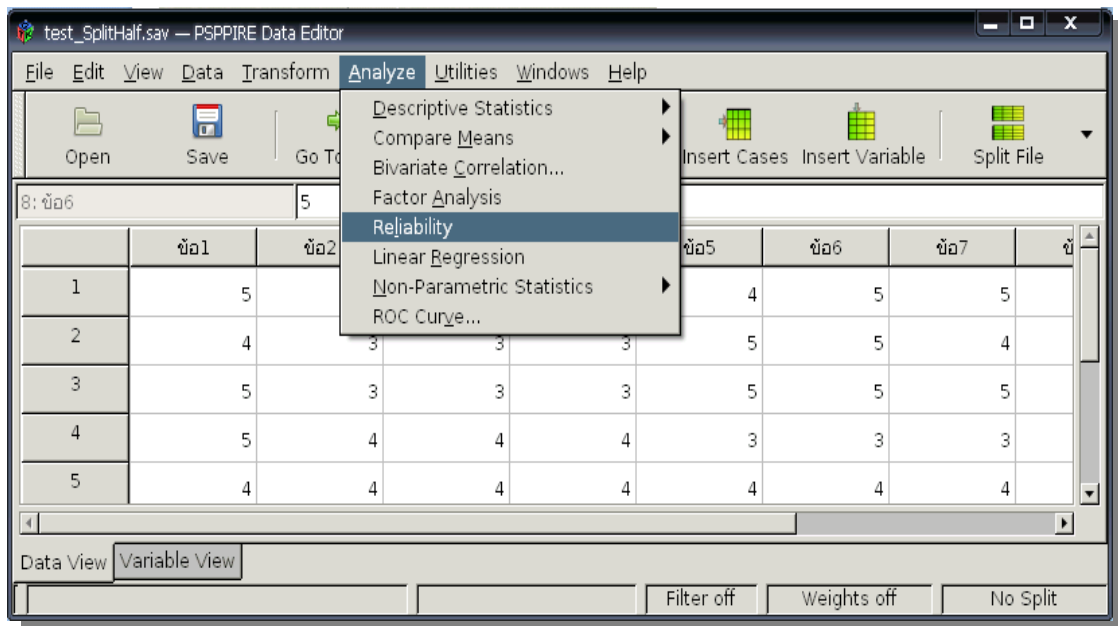 test_SplitHalf.sav — PSPPIRE Data Editor
File Edit View Data Transform Analyze Utilities Windows Help
Open Save Go To Insert Cases Insert Variable Split File
Descriptive Statistics
Compare Means
Bivariate Correlation...
Factor Analysis
Reliability
Linear Regression
Non-Parametric Statistics
ROC Curve...
8: ข้อ6 5
ข้อ1 ข้อ2 ข้อ5 ข้อ6 ข้อ7
1 5 4 5 5
2 4 3 3 3 5 5 4
3 5 3 3 3 5 5 5
4 5 4 4 4 3 3 3
5 4 4 4 4 4 4 4
Data View Variable View
Filter off Weights off No Split